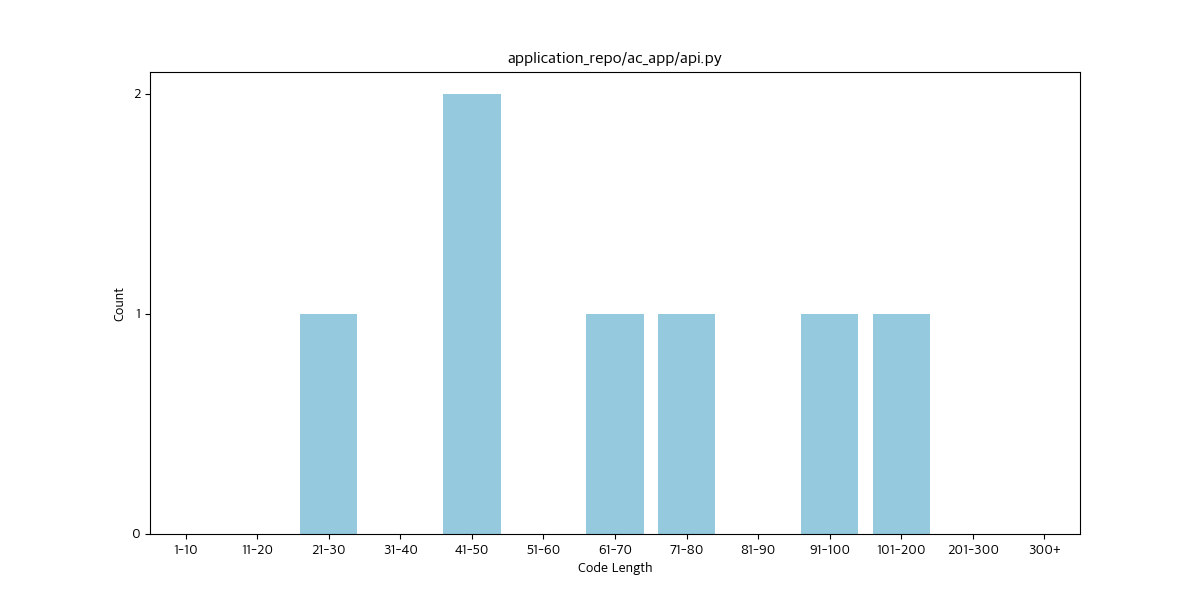 application_repo/ac_app/api.py
2
1
0
Count
1-10 11-20 21-30 31-40 41-50 51-60 61-70 71-80 81-90 91-100 101-200 201-300 300+
Code Length